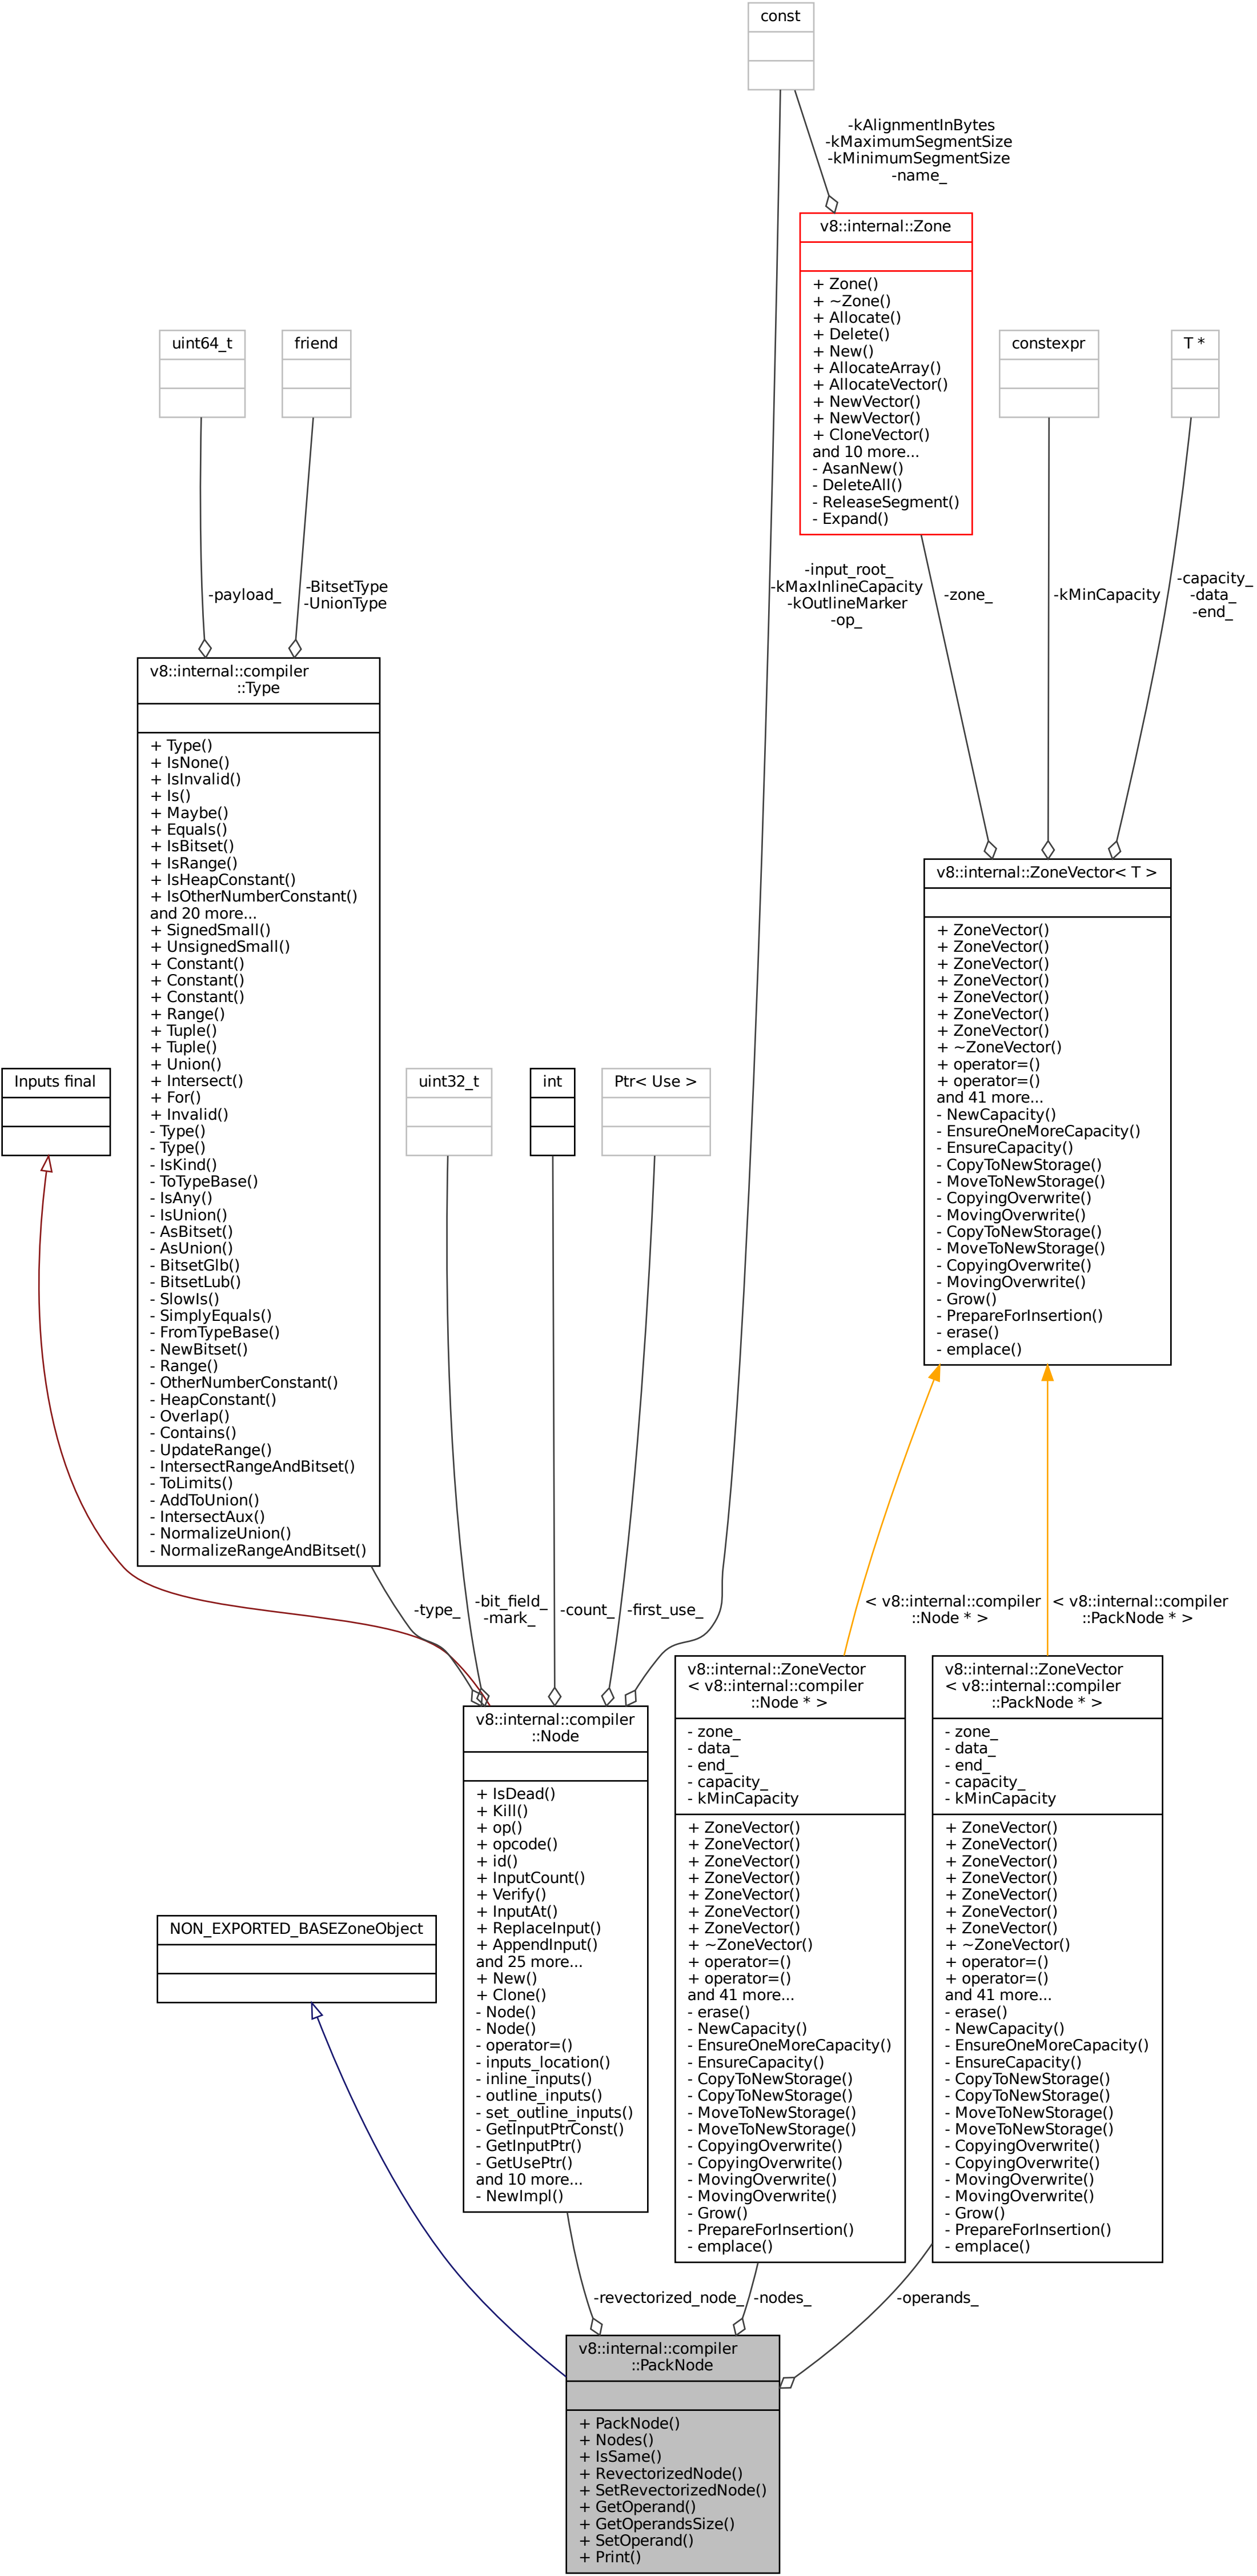 const
-kAlignmentInBytes
-kMaximumSegmentSize
-kMinimumSegmentSize
-name_
v8::internal::Zone
+ Zone()
+ ~Zone()
+ Allocate()
+ Delete()
+ New()
+ AllocateArray()
+ AllocateVector()
+ NewVector()
+ NewVector()
+ CloneVector()
and 10 more...
- AsanNew()
- DeleteAll()
- ReleaseSegment()
- Expand()
uint64_t
friend
constexpr
T *
-payload_
-BitsetType
-UnionType
-input_root_
-kMaxInlineCapacity
-kOutlineMarker
-op_
-zone_
-kMinCapacity
-capacity_
-data_
-end_
v8::internal::compiler
::Type
+ Type()
+ IsNone()
+ IsInvalid()
+ Is()
+ Maybe()
+ Equals()
+ IsBitset()
+ IsRange()
+ IsHeapConstant()
+ IsOtherNumberConstant()
and 20 more...
+ SignedSmall()
+ UnsignedSmall()
+ Constant()
+ Constant()
+ Constant()
+ Range()
+ Tuple()
+ Tuple()
+ Union()
+ Intersect()
+ For()
+ Invalid()
- Type()
- Type()
- IsKind()
- ToTypeBase()
- IsAny()
- IsUnion()
- AsBitset()
- AsUnion()
- BitsetGlb()
- BitsetLub()
- SlowIs()
- SimplyEquals()
- FromTypeBase()
- NewBitset()
- Range()
- OtherNumberConstant()
- HeapConstant()
- Overlap()
- Contains()
- UpdateRange()
- IntersectRangeAndBitset()
- ToLimits()
- AddToUnion()
- IntersectAux()
- NormalizeUnion()
- NormalizeRangeAndBitset()
v8::internal::ZoneVector< T >
+ ZoneVector()
+ ZoneVector()
+ ZoneVector()
+ ZoneVector()
+ ZoneVector()
+ ZoneVector()
+ ZoneVector()
+ ~ZoneVector()
+ operator=()
+ operator=()
and 41 more...
- NewCapacity()
- EnsureOneMoreCapacity()
- EnsureCapacity()
- CopyToNewStorage()
- MoveToNewStorage()
- CopyingOverwrite()
- MovingOverwrite()
- CopyToNewStorage()
- MoveToNewStorage()
- CopyingOverwrite()
- MovingOverwrite()
- Grow()
- PrepareForInsertion()
- erase()
- emplace()
Inputs final
uint32_t
int
Ptr< Use >
-type_
-bit_field_
-mark_
-count_
-first_use_
< v8::internal::compiler
::Node * >
< v8::internal::compiler
::PackNode * >
v8::internal::compiler
::Node
+ IsDead()
+ Kill()
+ op()
+ opcode()
+ id()
+ InputCount()
+ Verify()
+ InputAt()
+ ReplaceInput()
+ AppendInput()
and 25 more...
+ New()
+ Clone()
- Node()
- Node()
- operator=()
- inputs_location()
- inline_inputs()
- outline_inputs()
- set_outline_inputs()
- GetInputPtrConst()
- GetInputPtr()
- GetUsePtr()
and 10 more...
- NewImpl()
v8::internal::ZoneVector
< v8::internal::compiler
::Node * >
- zone_
- data_
- end_
- capacity_
- kMinCapacity
+ ZoneVector()
+ ZoneVector()
+ ZoneVector()
+ ZoneVector()
+ ZoneVector()
+ ZoneVector()
+ ZoneVector()
+ ~ZoneVector()
+ operator=()
+ operator=()
and 41 more...
- erase()
- NewCapacity()
- EnsureOneMoreCapacity()
- EnsureCapacity()
- CopyToNewStorage()
- CopyToNewStorage()
- MoveToNewStorage()
- MoveToNewStorage()
- CopyingOverwrite()
- CopyingOverwrite()
- MovingOverwrite()
- MovingOverwrite()
- Grow()
- PrepareForInsertion()
- emplace()
v8::internal::ZoneVector
< v8::internal::compiler
::PackNode * >
- zone_
- data_
- end_
- capacity_
- kMinCapacity
+ ZoneVector()
+ ZoneVector()
+ ZoneVector()
+ ZoneVector()
+ ZoneVector()
+ ZoneVector()
+ ZoneVector()
+ ~ZoneVector()
+ operator=()
+ operator=()
and 41 more...
- erase()
- NewCapacity()
- EnsureOneMoreCapacity()
- EnsureCapacity()
- CopyToNewStorage()
- CopyToNewStorage()
- MoveToNewStorage()
- MoveToNewStorage()
- CopyingOverwrite()
- CopyingOverwrite()
- MovingOverwrite()
- MovingOverwrite()
- Grow()
- PrepareForInsertion()
- emplace()
NON_EXPORTED_BASEZoneObject
-revectorized_node_
-nodes_
-operands_
v8::internal::compiler
::PackNode
+ PackNode()
+ Nodes()
+ IsSame()
+ RevectorizedNode()
+ SetRevectorizedNode()
+ GetOperand()
+ GetOperandsSize()
+ SetOperand()
+ Print()